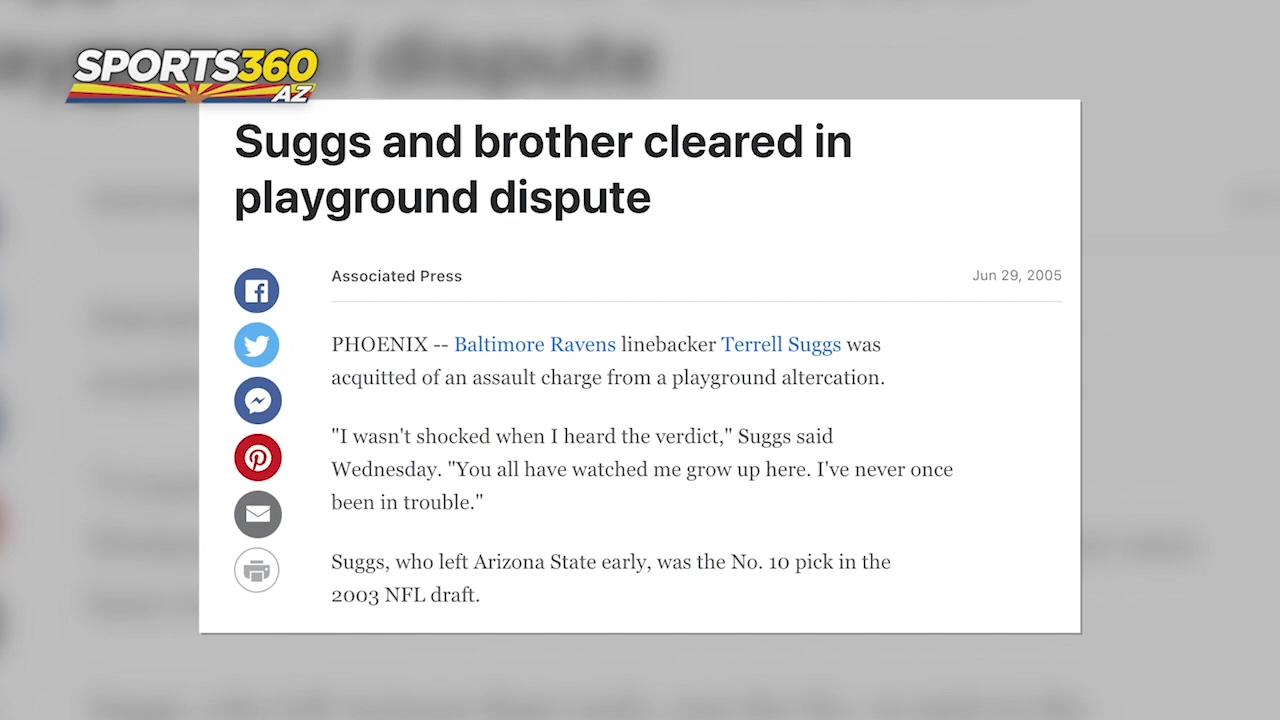 dispute
SPORTS360
AZ
Suggs and brother cleared in
playground dispute
Associated Press
Jun 29, 2005
PHOENIX -- Baltimore Ravens linebacker Terrell Suggs was
acquitted of an assault charge from a playground altercation.
"I wasn't shocked when I heard the verdict," Suggs said
Wednesday. "You all have watched me grow up here. I've never once
been in trouble."
Suggs, who left Arizona State early, was the No. 10 pick in the
2003 NFL draft.